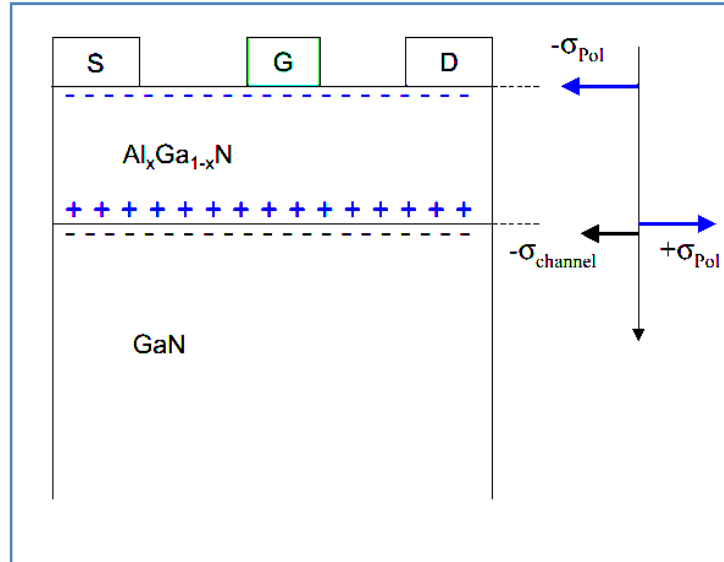 S G D
-σPol
AlxGa1-xN
+ + + + + + + + + + + + + +
-σchannel +σPol
GaN